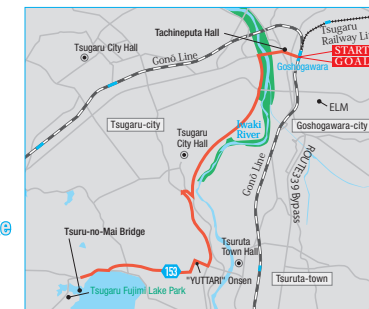 Tachineputa Hall
Tsugaru
Railway Li
START
GOAL
Tsugaru City Hall
Gonō Line
Goshogawara
ELM
Tsugaru-city
Iwaki
River
Goshogawara-city
Tsugaru
City Hall
Gonō Line
ROUTE339 Bypass
e
Tsuru-no-Mai Bridge
Tsuruta
Town Hall
153
"YUTTARI" Onsen
Tsuruta-town
Tsugaru Fujimi Lake Park